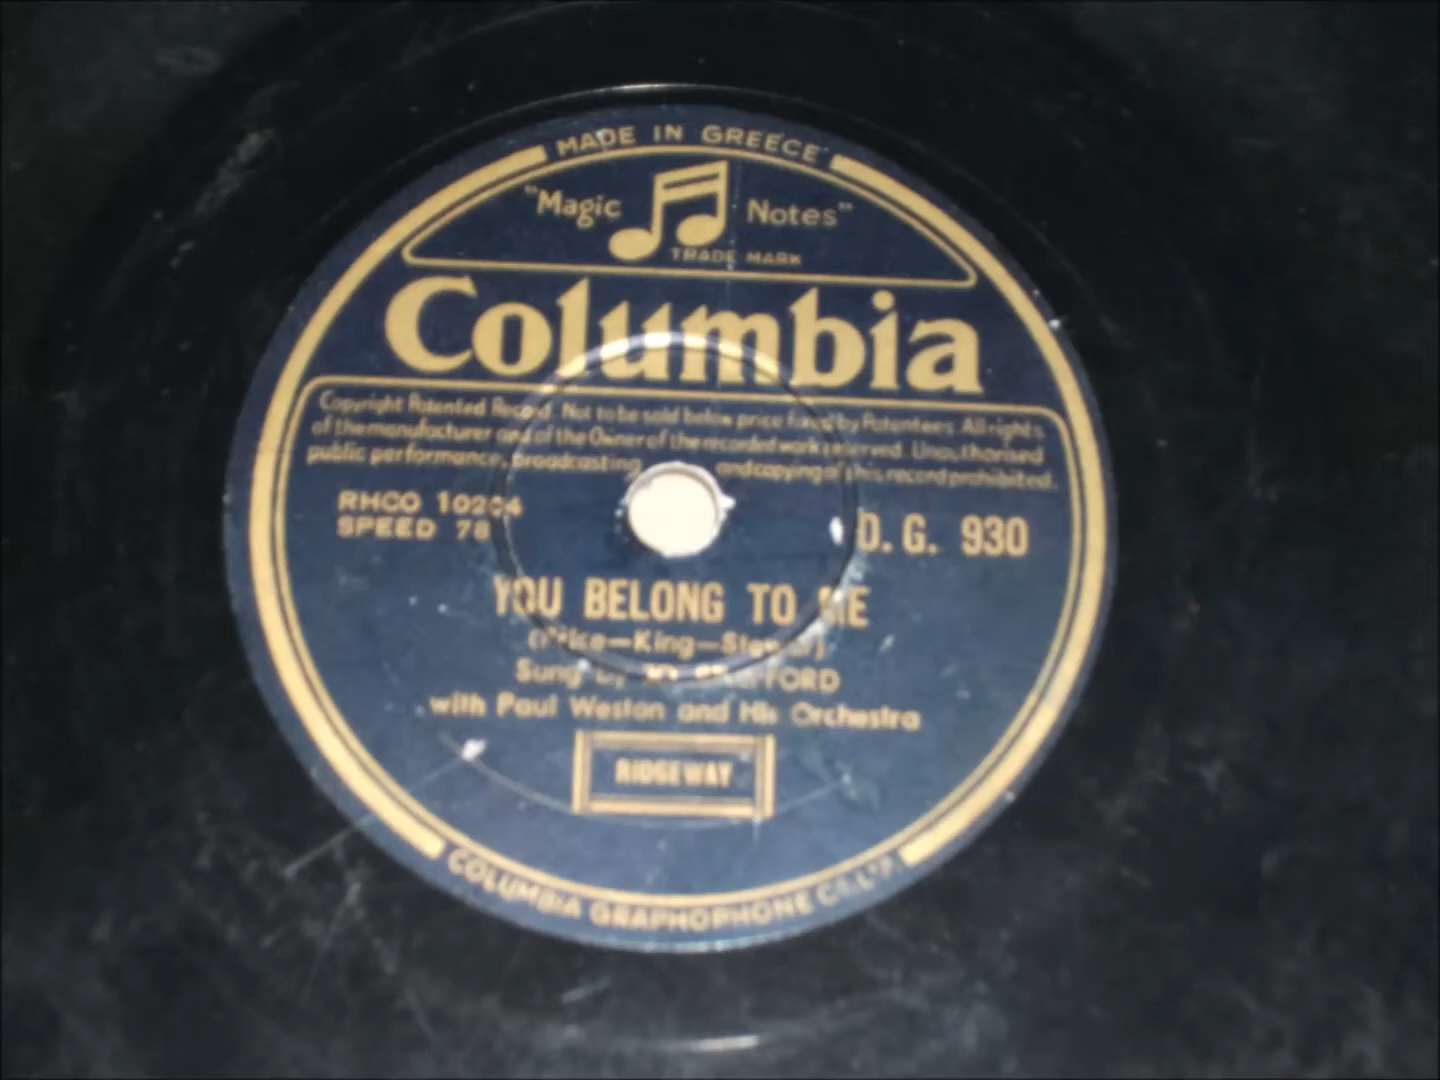 MADE IN GREECE
"Magic Notes"
TRADE MARK
Columbia
Copyright Patented Record. Not to be sold below price fixed by Patentees. All rights
of the manufacturer and of the Owner of the recorded work reserved. Unauthorised
public performance, broadcasting and copying of this record prohibited.
RHCO 10204
SPEED 78
D. G. 930
YOU BELONG TO ME
King
Sung
with Paul Weston and His Orchestra
RIDGEWAY
COLUMBIA GRAPHOPHONE CO. LTD.